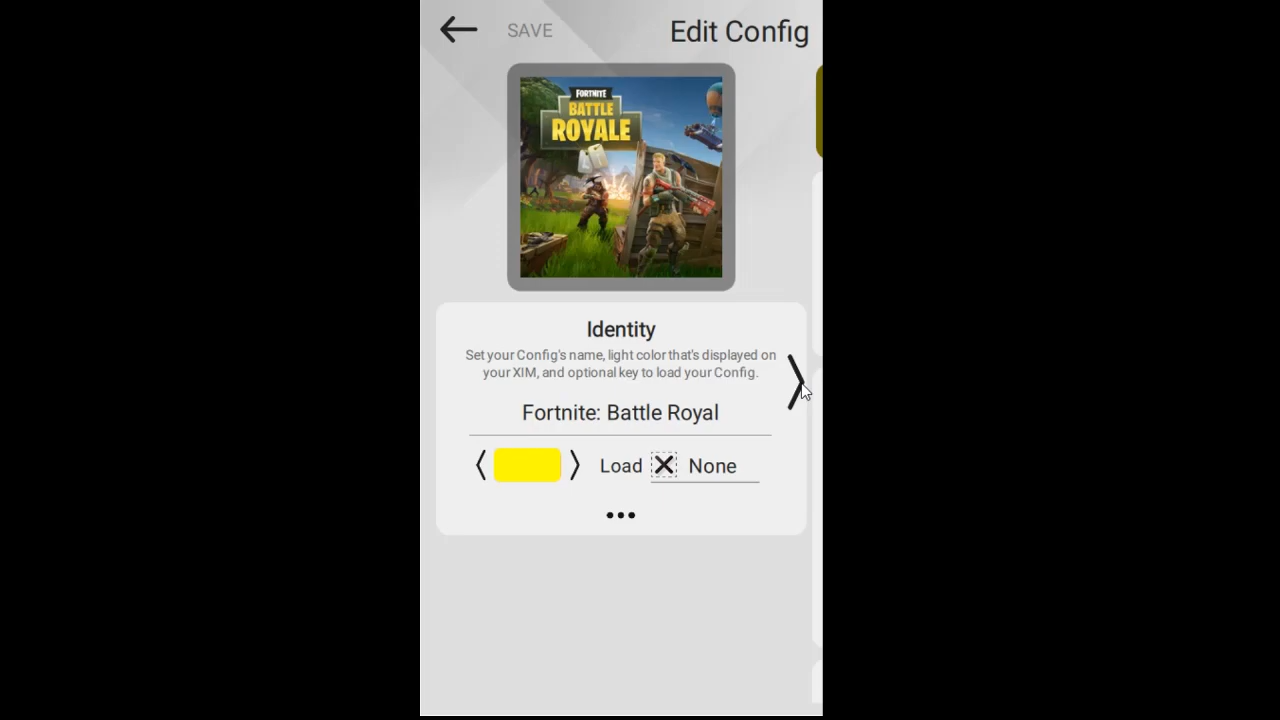 SAVE
Edit Config
FORTNITE
BATTLE
ROYALE
Identity
Set your Config's name, light color that's displayed on
your XIM, and optional key to load your Config.
Fortnite: Battle Royal
Load None